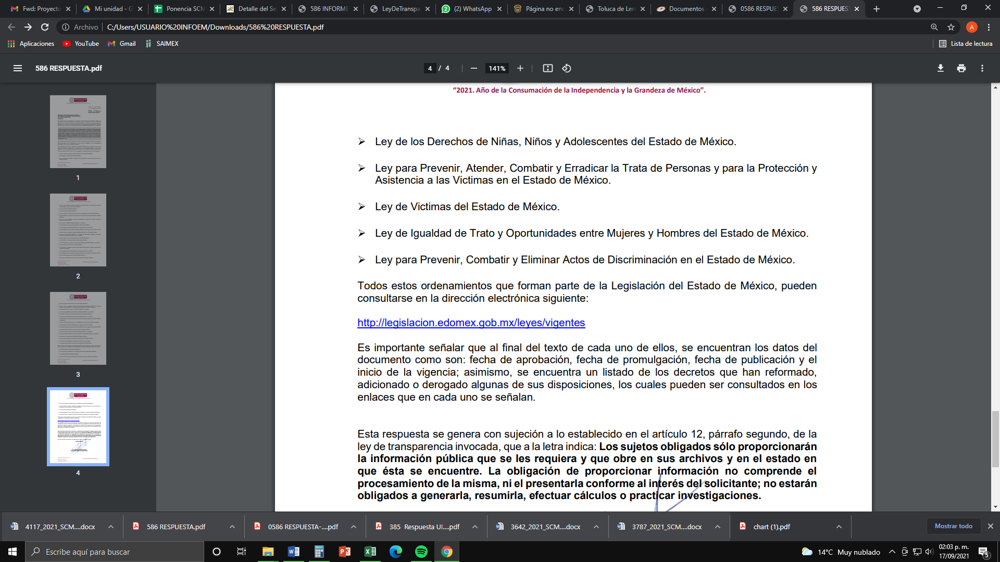 Fwd: Proyecto
Mi unidad - G
Ponencia SCM
Detalle del Se
586 INFORME
LeyDeTranspa
(2) WhatsApp
Página no enc
Toluca de Lerd
Documentos
0586 RESPUES
586 RESPUEST
Archivo
C:/Users/USUARIO%20INFOEM/Downloads/586%20RESPUESTA.pdf
A
Aplicaciones
YouTube
Gmail
SAIMEX
Lista de lectura
586 RESPUESTA.pdf
4 / 4
141%
1
2
3
4
“2021. Año de la Consumación de la Independencia y la Grandeza de México”.
➢ Ley de los Derechos de Niñas, Niños y Adolescentes del Estado de México.
➢ Ley para Prevenir, Atender, Combatir y Erradicar la Trata de Personas y para la Protección y
Asistencia a las Victimas en el Estado de México.
➢ Ley de Victimas del Estado de México.
➢ Ley de Igualdad de Trato y Oportunidades entre Mujeres y Hombres del Estado de México.
➢ Ley para Prevenir, Combatir y Eliminar Actos de Discriminación en el Estado de México.
Todos estos ordenamientos que forman parte de la Legislación del Estado de México, pueden
consultarse en la dirección electrónica siguiente:
http://legislacion.edomex.gob.mx/leyes/vigentes
Es importante señalar que al final del texto de cada uno de ellos, se encuentran los datos del
documento como son: fecha de aprobación, fecha de promulgación, fecha de publicación y el
inicio de la vigencia; asimismo, se encuentra un listado de los decretos que han reformado,
adicionado o derogado algunas de sus disposiciones, los cuales pueden ser consultados en los
enlaces que en cada uno se señalan.
Esta respuesta se genera con sujeción a lo establecido en el artículo 12, párrafo segundo, de la
ley de transparencia invocada, que a la letra indica: Los sujetos obligados sólo proporcionarán
la información pública que se les requiera y que obre en sus archivos y en el estado en
que ésta se encuentre. La obligación de proporcionar información no comprende el
procesamiento de la misma, ni el presentarla conforme al interés del solicitante; no estarán
obligados a generarla, resumirla, efectuar cálculos o practicar investigaciones.
4117_2021_SCM....docx
586 RESPUESTA.pdf
0586 RESPUESTA-....pdf
385 Respuesta UI....pdf
3642_2021_SCM....docx
3787_2021_SCM....docx
chart (1).pdf
Mostrar todo
Escribe aquí para buscar
14°C Muy nublado
02:03 p. m.
17/09/2021
5